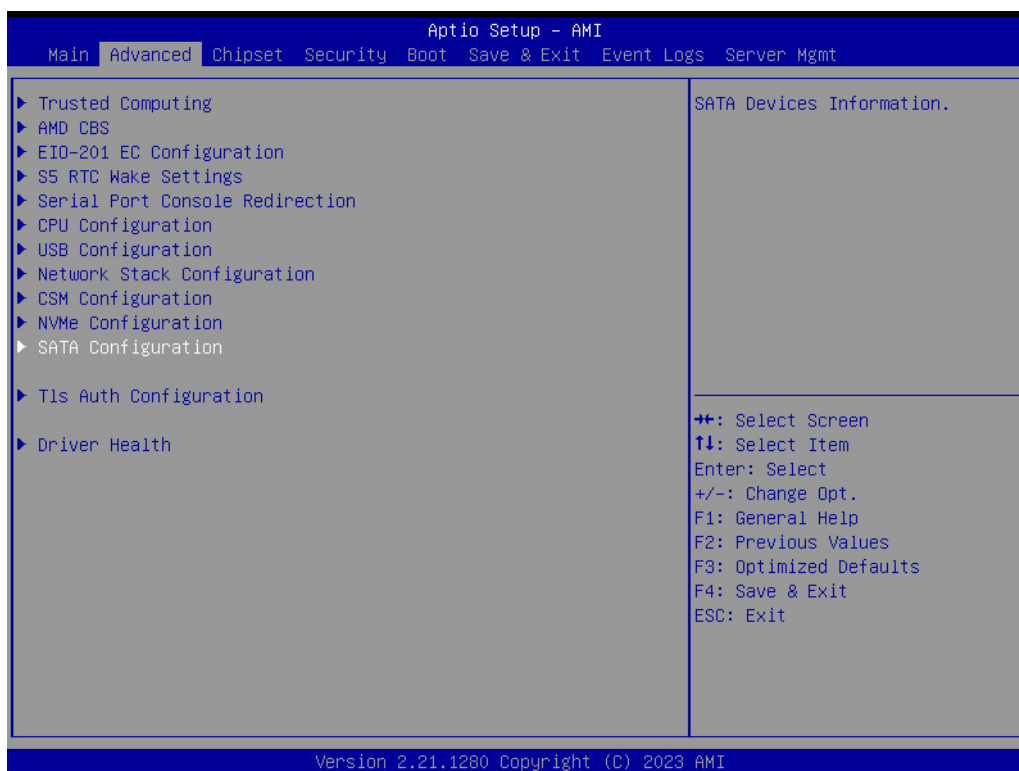 Aptio Setup – AMI
Main Advanced Chipset Security Boot Save & Exit Event Logs Server Mgmt
▶ Trusted Computing
▶ AMD CBS
▶ EIO-201 EC Configuration
▶ S5 RTC Wake Settings
▶ Serial Port Console Redirection
▶ CPU Configuration
▶ USB Configuration
▶ Network Stack Configuration
▶ CSM Configuration
▶ NVMe Configuration
▶ SATA Configuration
▶ Tls Auth Configuration
▶ Driver Health
SATA Devices Information.
→←: Select Screen
↑↓: Select Item
Enter: Select
+/-: Change Opt.
F1: General Help
F2: Previous Values
F3: Optimized Defaults
F4: Save & Exit
ESC: Exit
Version 2.21.1280 Copyright (C) 2023 AMI